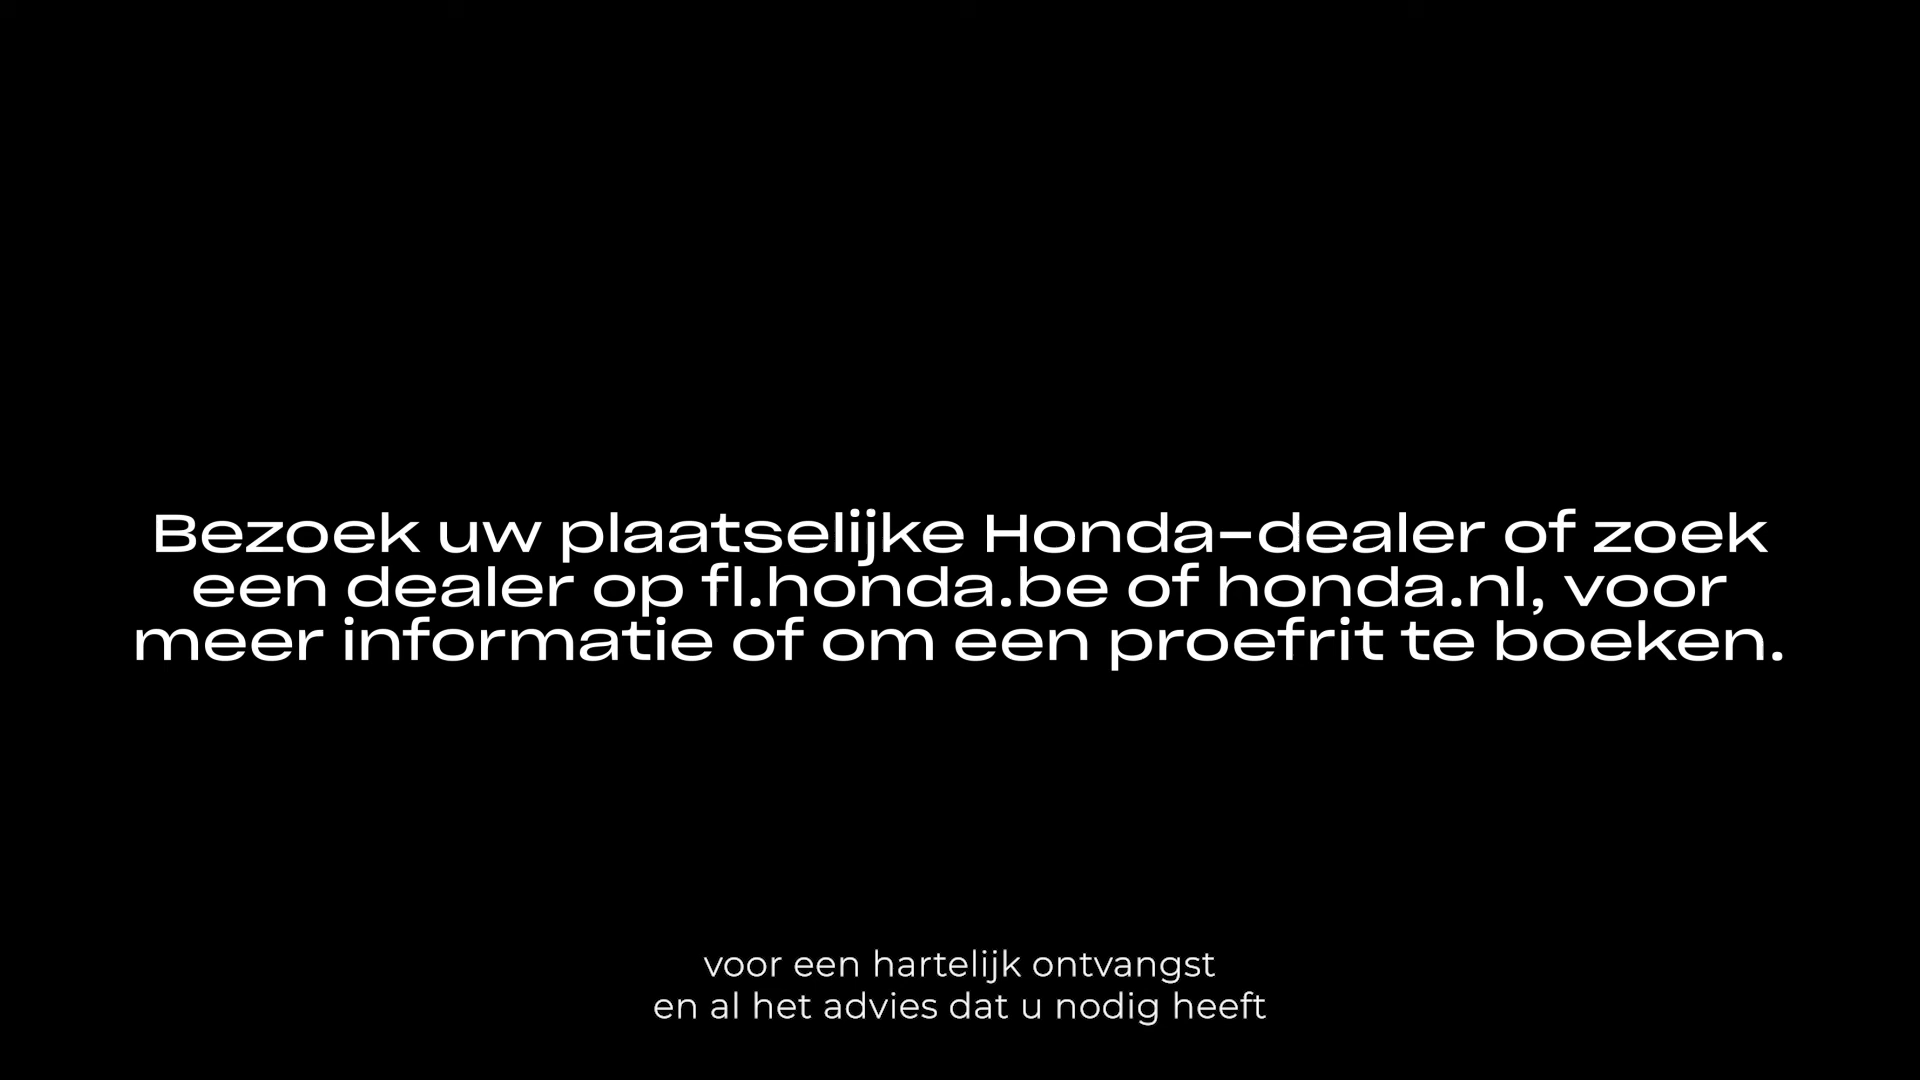 Bezoek uw plaatselijke Honda-dealer of zoek
een dealer op fl.honda.be of honda.nl, voor
meer informatie of om een proefrit te boeken.
voor een hartelijk ontvangst
en al het advies dat u nodig heeft